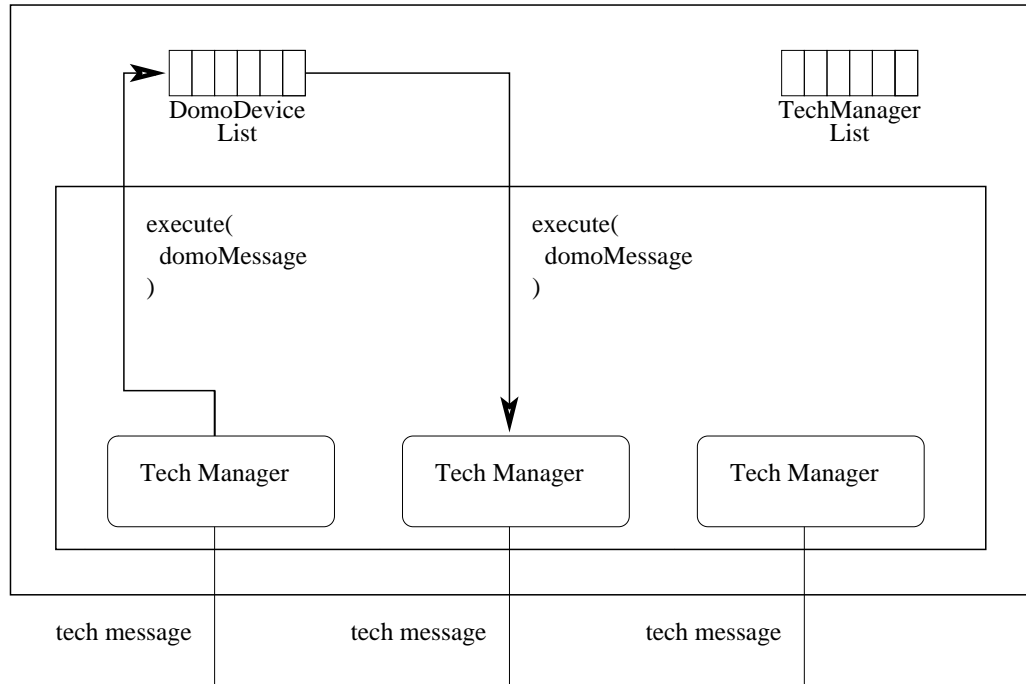 DomoDevice
List
TechManager
List
execute(
domoMessage
)
execute(
domoMessage
)
Tech Manager
Tech Manager
Tech Manager
tech message
tech message
tech message